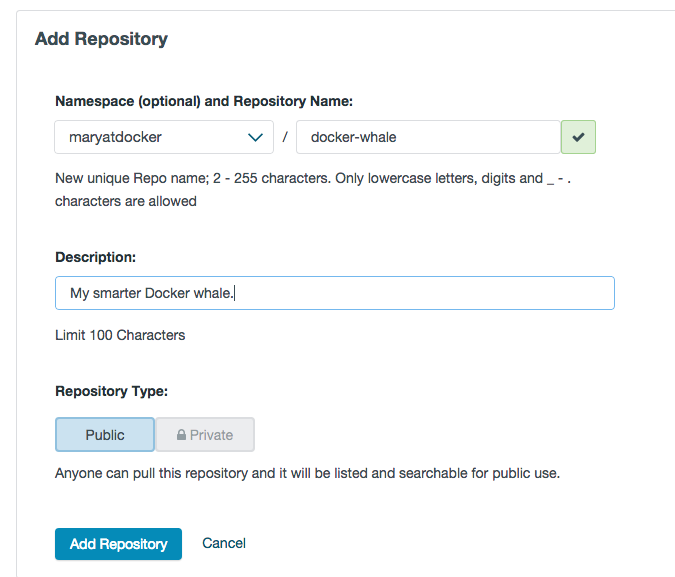 Add Repository
Namespace (optional) and Repository Name:
maryatdocker / docker-whale
New unique Repo name; 2 - 255 characters. Only lowercase letters, digits and _ - .
characters are allowed
Description:
My smarter Docker whale.
Limit 100 Characters
Repository Type:
Public Private
Anyone can pull this repository and it will be listed and searchable for public use.
Add Repository Cancel